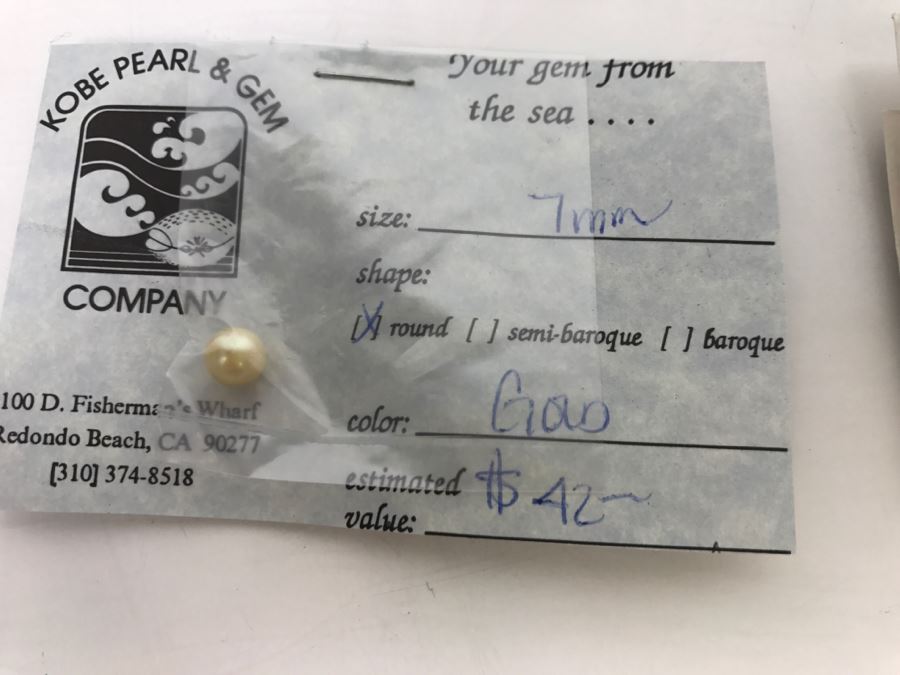 KOBE PEARL & GEM
COMPANY
100 D. Fisherman's Wharf
Redondo Beach, CA 90277
[310] 374-8518
Your gem from
the sea . . . .
size: 7mm
shape:
[X] round [ ] semi-baroque [ ] baroque
color:
estimated $42
value: